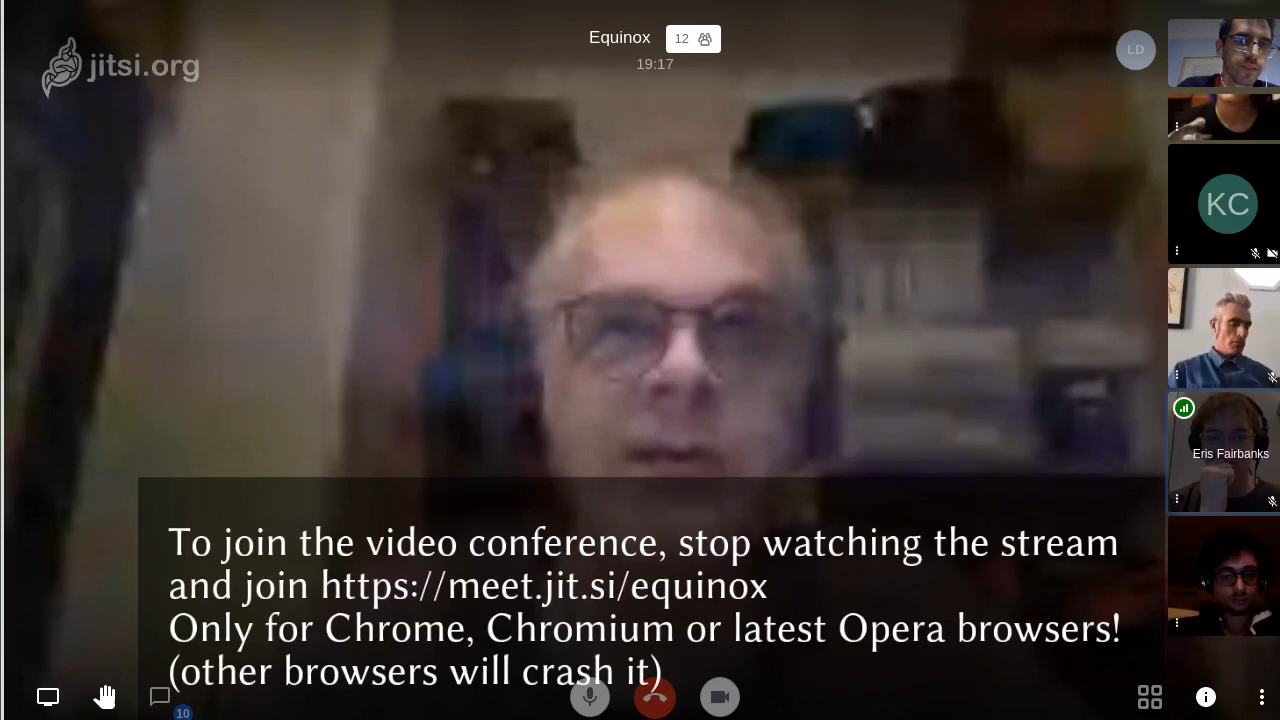 jitsi.org
Equinox 12
19:17
LD
KC
Eris Fairbanks
To join the video conference, stop watching the stream
and join https://meet.jit.si/equinox
Only for Chrome, Chromium or latest Opera browsers!
(other browsers will crash it)
10